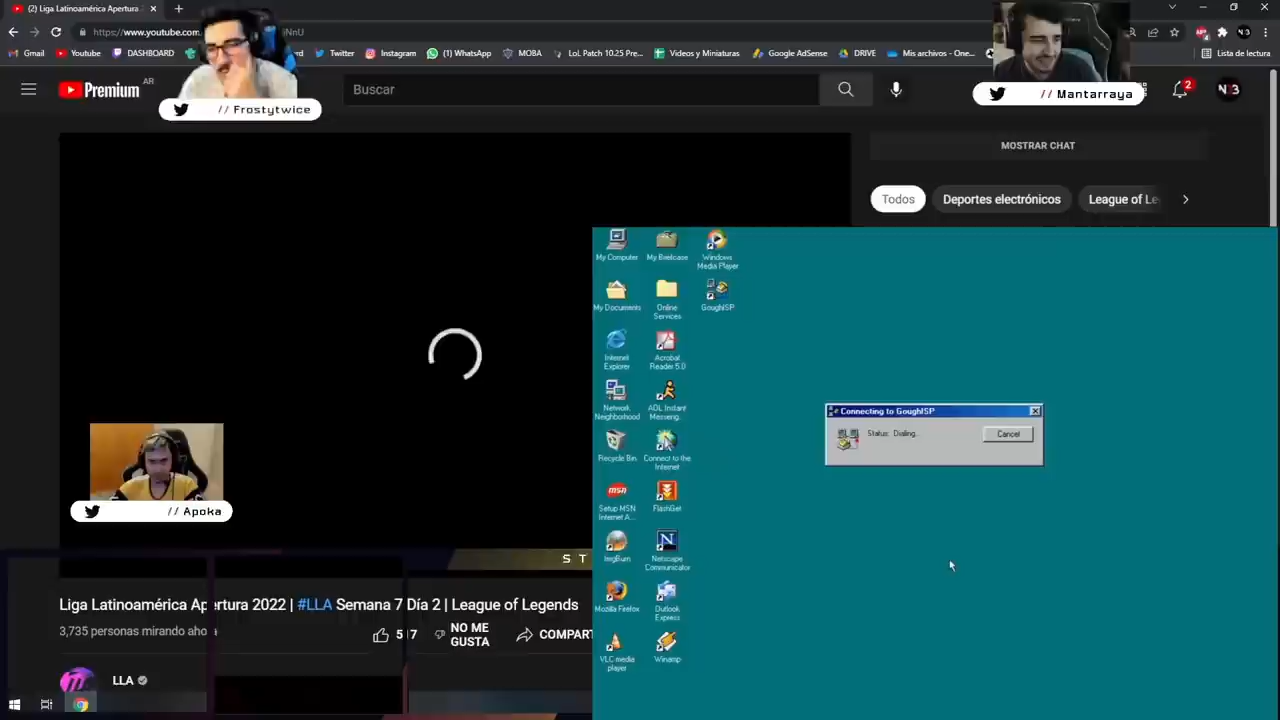 (2) Liga Latinoamérica Apertura
https://www.youtube.com
Gmail
Youtube
DASHBOARD
Instagram
(1) WhatsApp
MOBA
LoL Patch 10.25 Pre...
Videos y Miniaturas
Google AdSense
DRIVE
One...
Lista de lectura
Premium AR
Buscar
2
N3
// Frostytwice
// Mantarraya
MOSTRAR CHAT
Todos
Deportes electrónicos
League of Le
My Computer
My Briefcase
Windows Media Player
My Documents
Online Services
GoughISP
Internet Explorer
Acrobat Reader 5.0
Network Neighborhood
AOL Instant Messeng...
Recycle Bin
Connect to the Internet
msn
Setup MSN Internet A...
FlashGet
ImgBurn
N
Netscape Communicator
Mozilla Firefox
Outlook Express
VLC media player
Winamp
Connecting to GoughISP
Status: Dialing...
Cancel
// Apoka
S T
Liga Latinoamérica Apertura 2022 | #LLA Semana 7 Día 2 | League of Legends
3,735 personas mirando ahora
NO ME GUSTA
COMPART
LLA